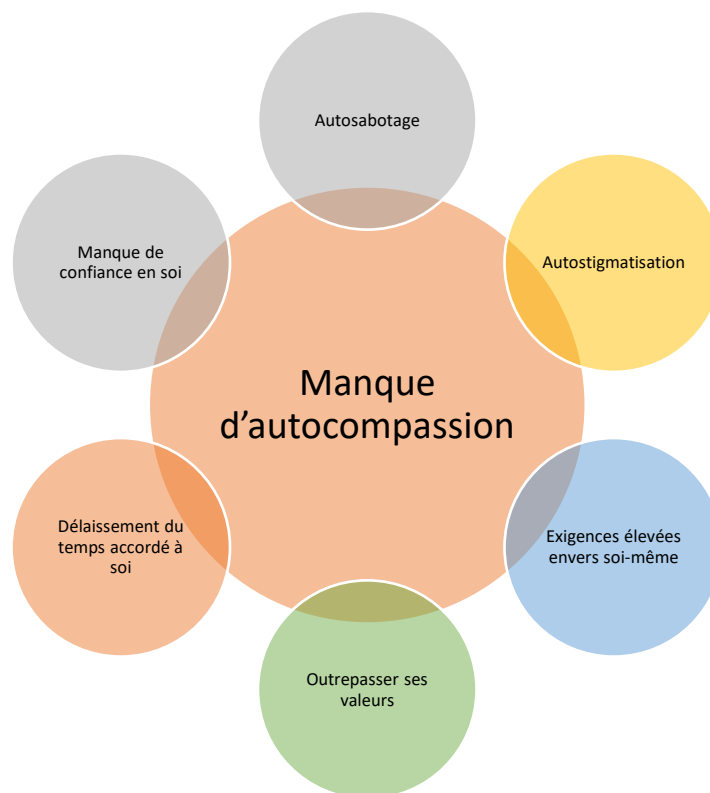 Autosabotage
Autostigmatisation
Exigences élevées
envers soi-même
Outrepasser ses
valeurs
Délaissement du
temps accordé à
soi
Manque de
confiance en soi
Manque
d’autocompassion